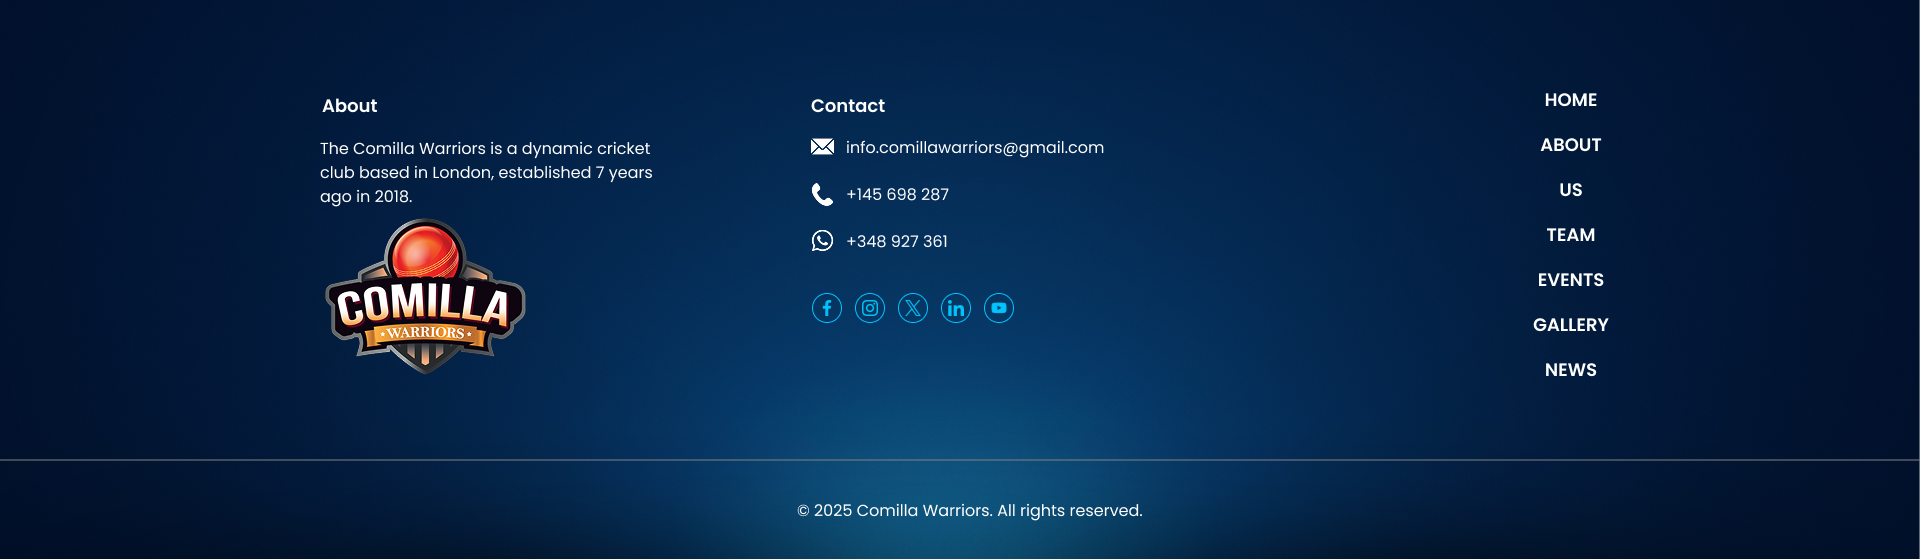 About
The Comilla Warriors is a dynamic cricket
club based in London, established 7 years
ago in 2018.
COMILLA
WARRIORS
Contact
info.comillawarriors@gmail.com
+145 698 287
+348 927 361
HOME
ABOUT
US
TEAM
EVENTS
GALLERY
NEWS
© 2025 Comilla Warriors. All rights reserved.